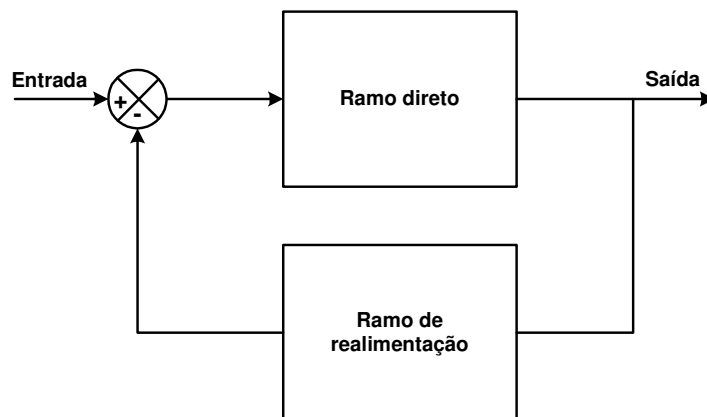 Entrada
Ramo direto
Saída
+
-
Ramo de
realimentação